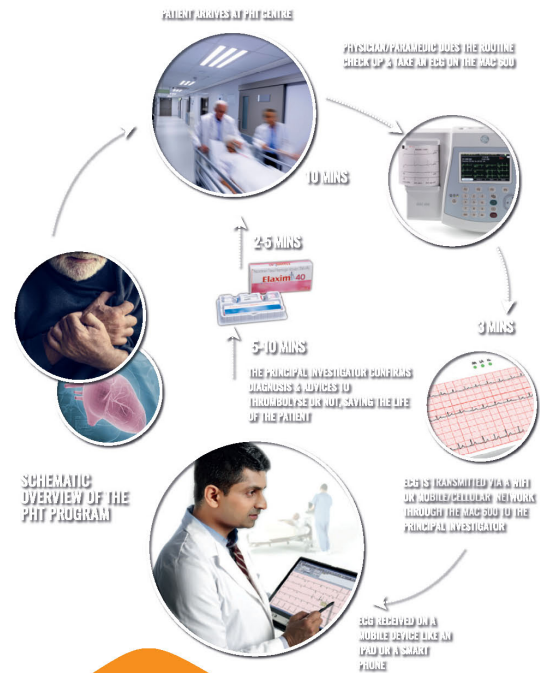 PATIENT ARRIVES AT PHT CENTRE
PHYSICIAN/PARAMEDIC DOES THE ROUTINE
CHECK UP & TAKE AN ECG ON THE MAC 600
10 MINS
2-5 MINS
Elaxim 40
5-10 MINS
3 MINS
THE PRINCIPAL INVESTIGATOR CONFIRMS
DIAGNOSIS & ADVICES TO
THROMBOLYSE OR NOT, SAVING THE LIFE
OF THE PATIENT
SCHEMATIC
OVERVIEW OF THE
PHT PROGRAM
ECG IS TRANSMITTED VIA A WIFI
OR MOBILE/CELLULAR NETWORK
THROUGH THE MAC 600 TO THE
PRINCIPAL INVESTIGATOR
ECG RECEIVED ON A
MOBILE DEVICE LIKE AN
IPAD OR A SMART
PHONE